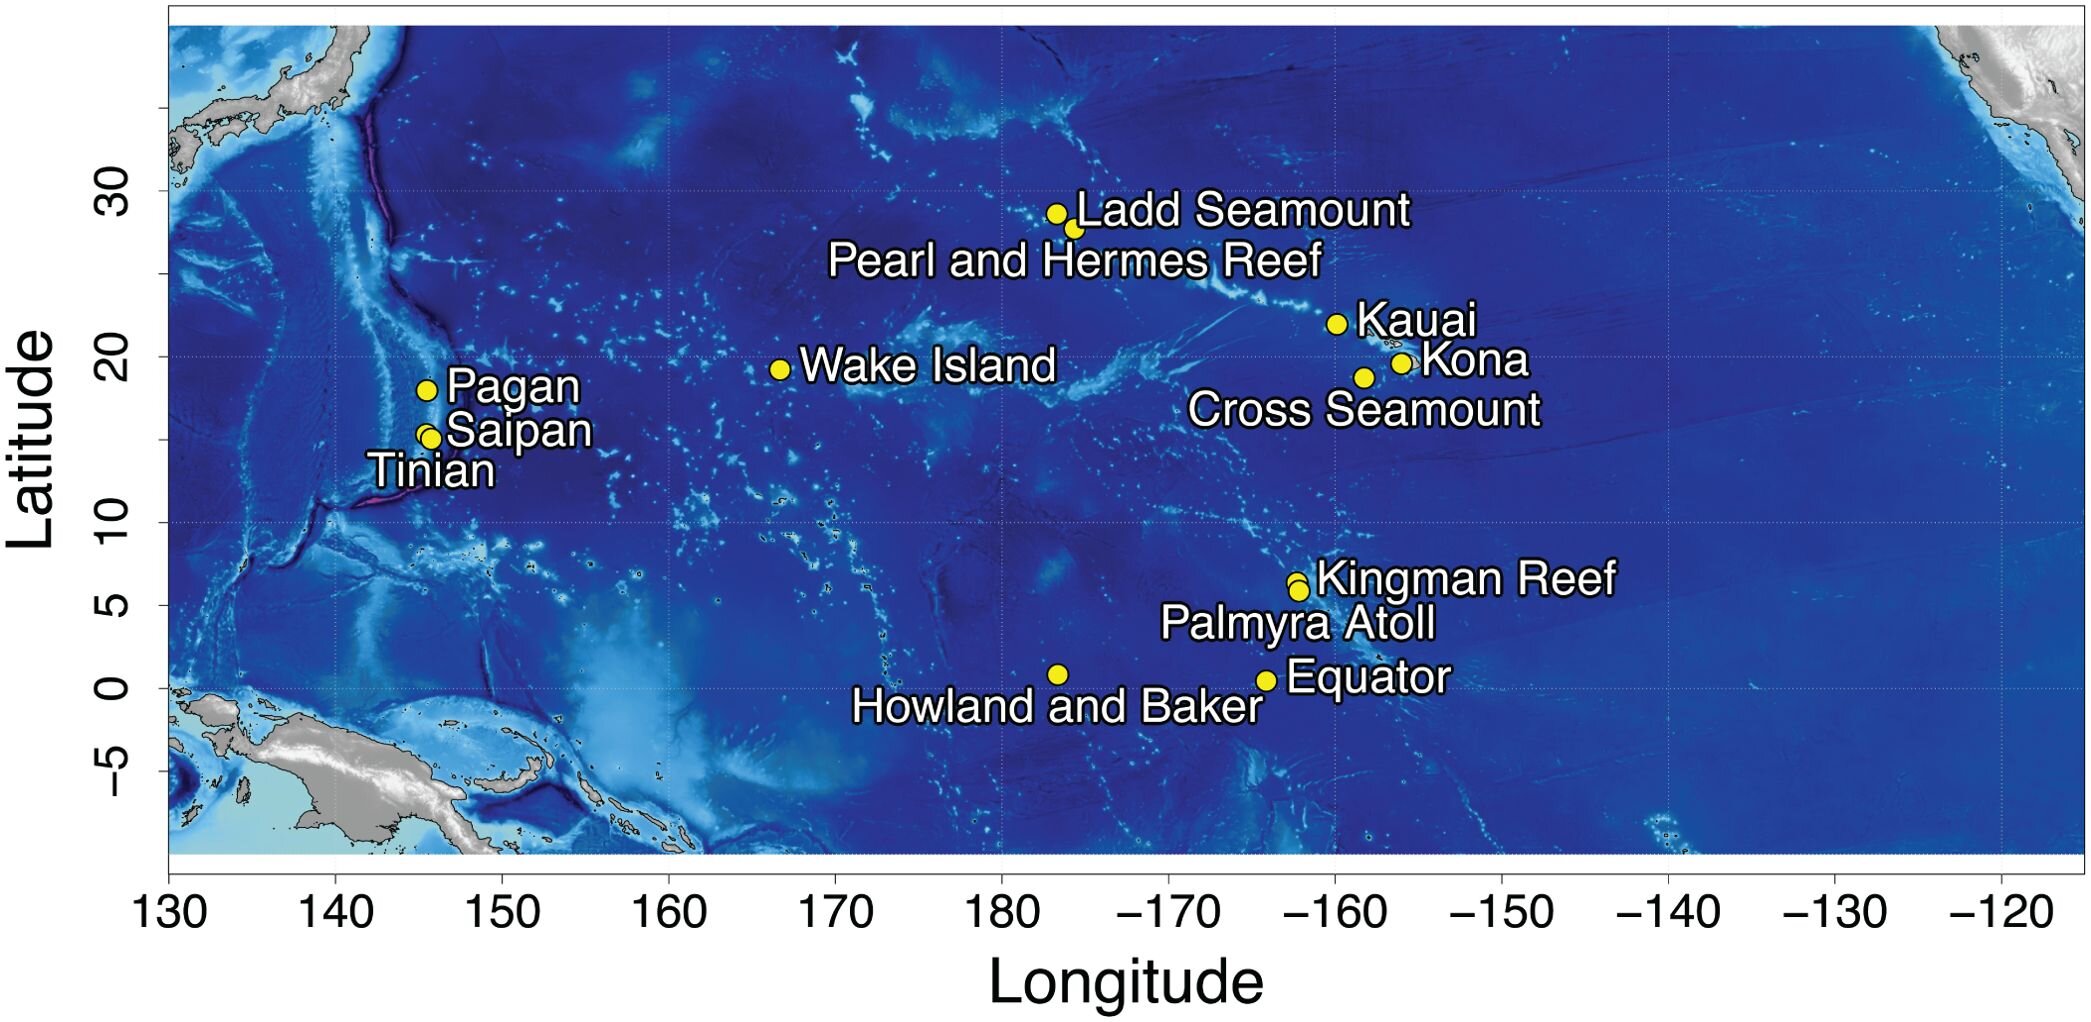 Latitude
30
20
10
5
0
−5
Ladd Seamount
Pearl and Hermes Reef
Kauai
Kona
Cross Seamount
Wake Island
Pagan
Saipan
Tinian
Kingman Reef
Palmyra Atoll
Equator
Howland and Baker
130 140 150 160 170 180 −170 −160 −150 −140 −130 −120
Longitude